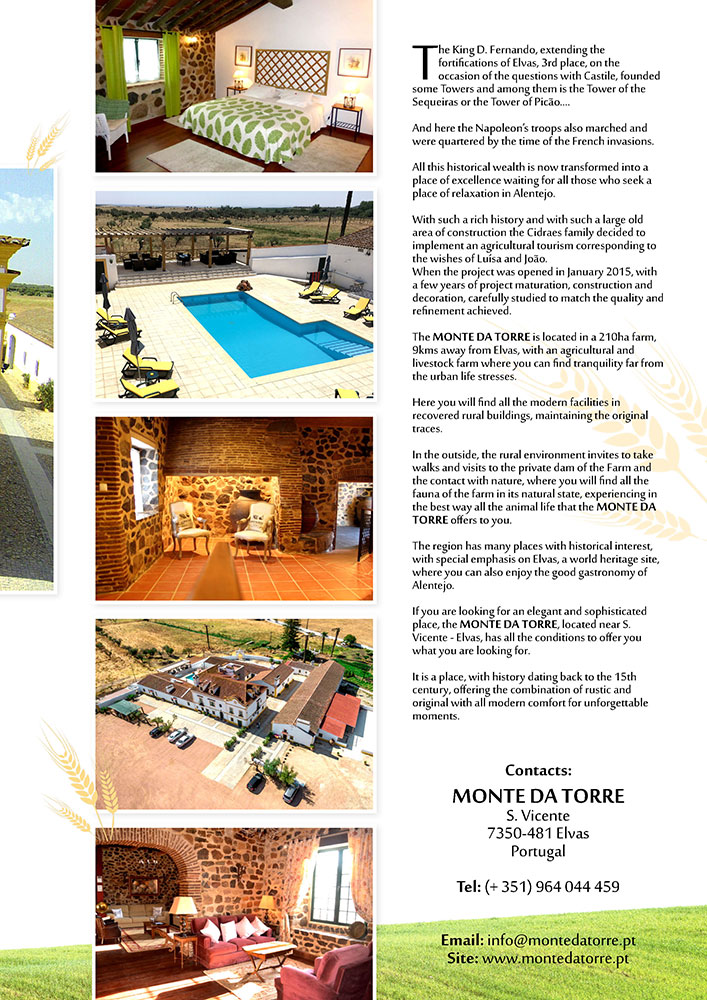 The King D. Fernando, extending the
fortifications of Elvas, 3rd place, on the
occasion of the questions with Castile, founded
some Towers and among them is the Tower of the
Sequeiras or the Tower of Picão....
And here the Napoleon's troops also marched and
were quartered by the time of the French invasions.
All this historical wealth is now transformed into a
place of excellence waiting for all those who seek a
place of relaxation in Alentejo.
With such a rich history and with such a large old
area of construction the Cidraes family decided to
implement an agricultural tourism corresponding to
the wishes of Luísa and João.
When the project was opened in January 2015, with
a few years of project maturation, construction and
decoration, carefully studied to match the quality and
refinement achieved.
The MONTE DA TORRE is located in a 210ha farm,
9kms away from Elvas, with an agricultural and
livestock farm where you can find tranquility far from
the urban life stresses.
Here you will find all the modern facilities in
recovered rural buildings, maintaining the original
traces.
In the outside, the rural environment invites to take
walks and visits to the private dam of the Farm and
the contact with nature, where you will find all the
fauna of the farm in its natural state, experiencing in
the best way all the animal life that the MONTE DA
TORRE offers to you.
The region has many places with historical interest,
with special emphasis on Elvas, a world heritage site,
where you can also enjoy the good gastronomy of
Alentejo.
If you are looking for an elegant and sophisticated
place, the MONTE DA TORRE, located near S.
Vicente - Elvas, has all the conditions to offer you
what you are looking for.
It is a place, with history dating back to the 15th
century, offering the combination of rustic and
original with all modern comfort for unforgettable
moments.
Contacts:
MONTE DA TORRE
S. Vicente
7350-481 Elvas
Portugal
Tel: (+ 351) 964 044 459
Email: info@montedatorre.pt
Site: www.montedatorre.pt